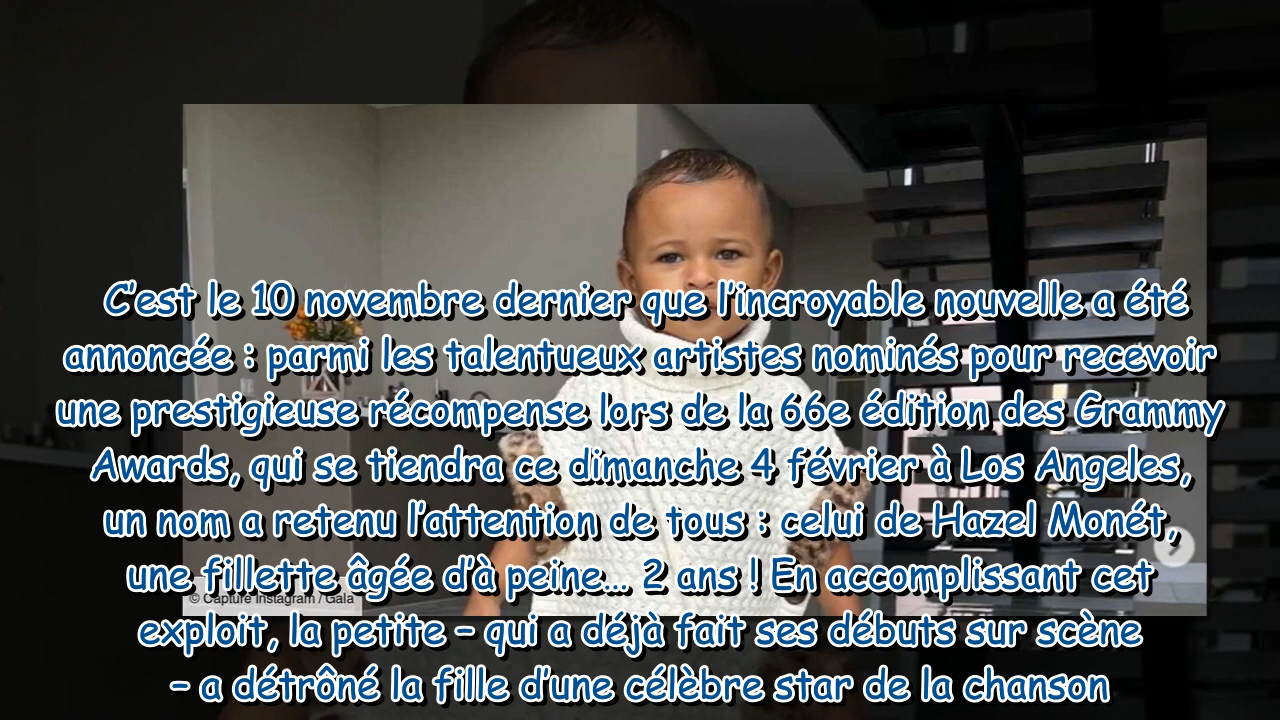 C'est le 10 novembre dernier que l'incroyable nouvelle a été
annoncée : parmi les talentueux artistes nominés pour recevoir
une prestigieuse récompense lors de la 66e édition des Grammy
Awards, qui se tiendra ce dimanche 4 février à Los Angeles,
un nom a retenu l'attention de tous : celui de Hazel Monét,
une fillette âgée d'à peine... 2 ans ! En accomplissant cet
© Capture Instagram / Gala
exploit, la petite – qui a déjà fait ses débuts sur scène
– a détrôné la fille d'une célèbre star de la chanson